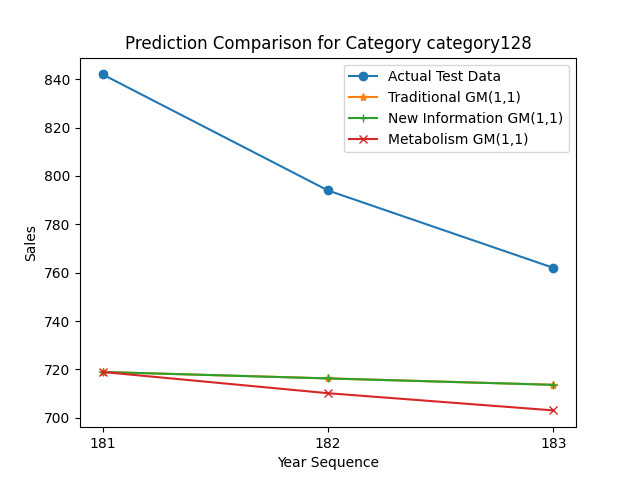 Prediction Comparison for Category category128
Actual Test Data
Traditional GM(1,1)
New Information GM(1,1)
Metabolism GM(1,1)
840
820
800
780
760
740
720
700
Sales
181
182
183
Year Sequence